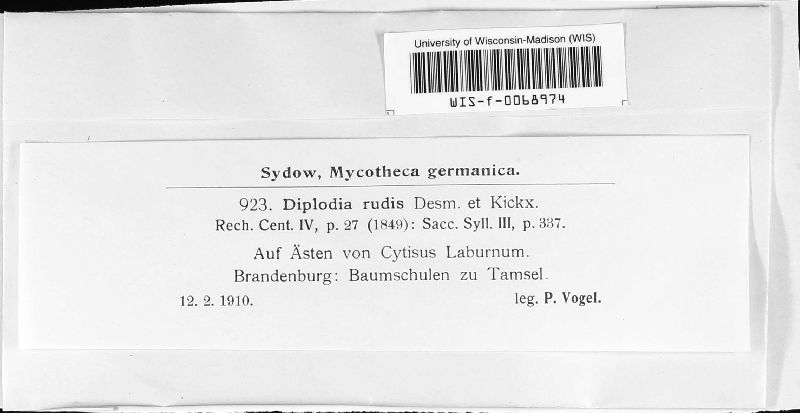 University of Wisconsin-Madison (WIS)
WIS-f-0068974
Sydow, Mycotheca germanica.
923. Diplodia rudis Desm. et Kickx.
Rech. Cent. IV, p. 27 (1849): Sacc. Syll. III, p. 337.
Auf Ästen von Cytisus Laburnum.
Brandenburg: Baumschulen zu Tamsel.
12. 2. 1910. leg. P. Vogel.